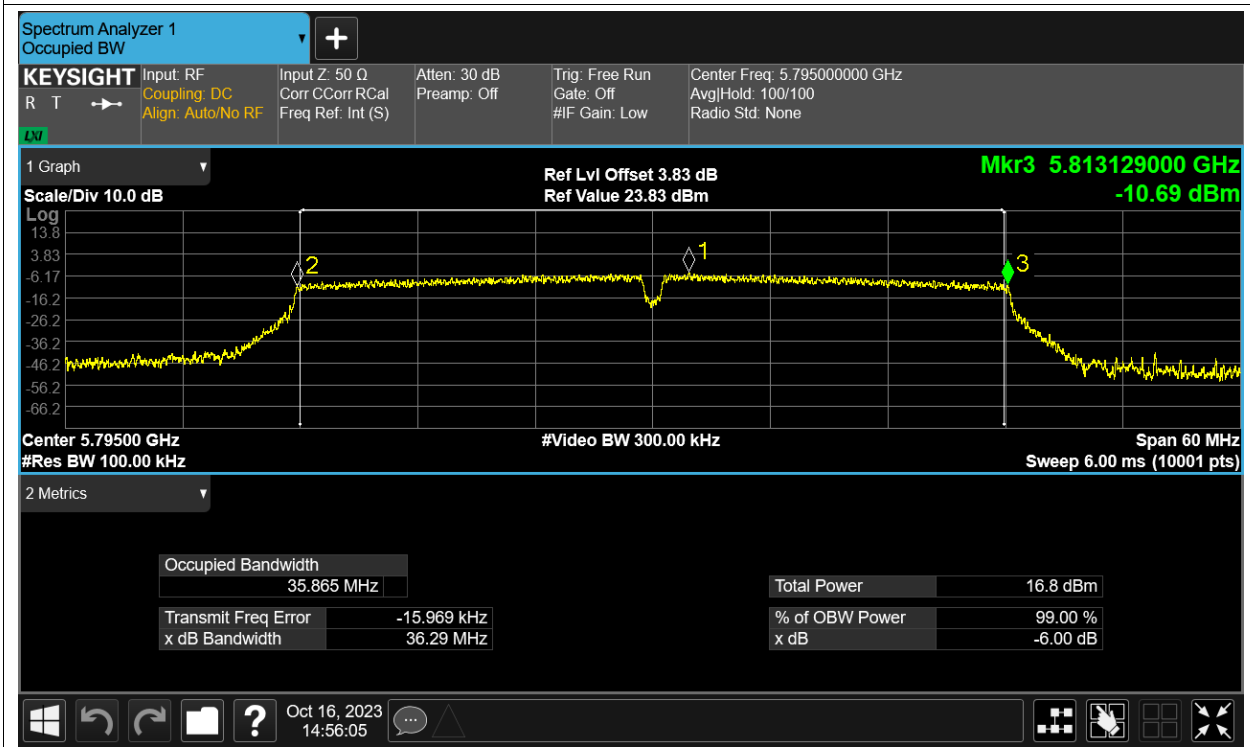 Spectrum Analyzer 1
Occupied BW
+
KEYSIGHT
R T
LXI
Input: RF
Coupling: DC
Align: Auto/No RF
Input Z: 50 Ω
Corr CCorr RCal
Freq Ref: Int (S)
Atten: 30 dB
Preamp: Off
Trig: Free Run
Gate: Off
#IF Gain: Low
Center Freq: 5.795000000 GHz
Avg|Hold: 100/100
Radio Std: None
1 Graph
Scale/Div 10.0 dB
Ref Lvl Offset 3.83 dB
Ref Value 23.83 dBm
Mkr3 5.813129000 GHz
-10.69 dBm
Log
13.8
3.83
-6.17
-16.2
-26.2
-36.2
-46.2
-56.2
-66.2
2
1
3
Center 5.79500 GHz
#Res BW 100.00 kHz
#Video BW 300.00 kHz
Span 60 MHz
Sweep 6.00 ms (10001 pts)
2 Metrics
Occupied Bandwidth
35.865 MHz
Transmit Freq Error -15.969 kHz
x dB Bandwidth 36.29 MHz
Total Power 16.8 dBm
% of OBW Power 99.00 %
x dB -6.00 dB
?
Oct 16, 2023
14:56:05